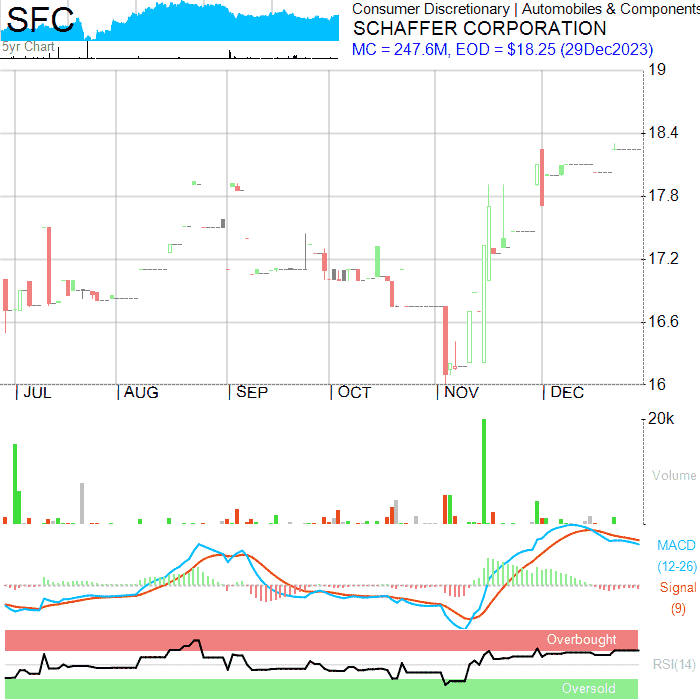 SFC
5yr Chart
Consumer Discretionary | Automobiles & Components
SCHAFFER CORPORATION
MC = 247.6M, EOD = $18.25 (29Dec2023)
19
18.4
17.8
17.2
16.6
16
JUL AUG SEP OCT NOV DEC
20k
Volume
MACD
(12-26)
Signal
(9)
Overbought
RSI(14)
Oversold